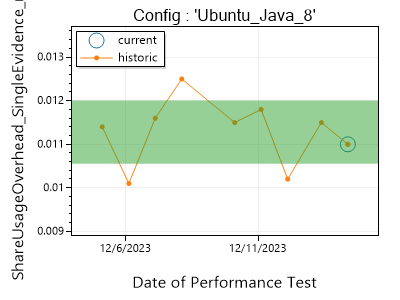 Config : 'Ubuntu_Java_8'
current
historic
ShareUsageOverhead_SingleEvidence_
0.013
0.012
0.011
0.01
0.009
12/6/2023
12/11/2023
Date of Performance Test